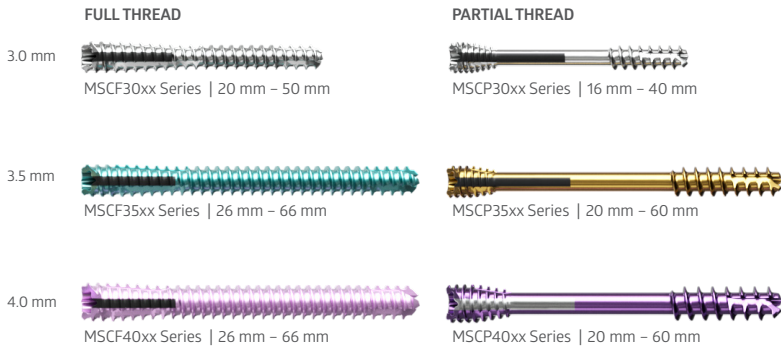 FULL THREAD
PARTIAL THREAD
3.0 mm
MSCF30xx Series | 20 mm – 50 mm
MSCP30xx Series | 16 mm – 40 mm
3.5 mm
MSCF35xx Series | 26 mm – 66 mm
MSCP35xx Series | 20 mm – 60 mm
4.0 mm
MSCF40xx Series | 26 mm – 66 mm
MSCP40xx Series | 20 mm – 60 mm